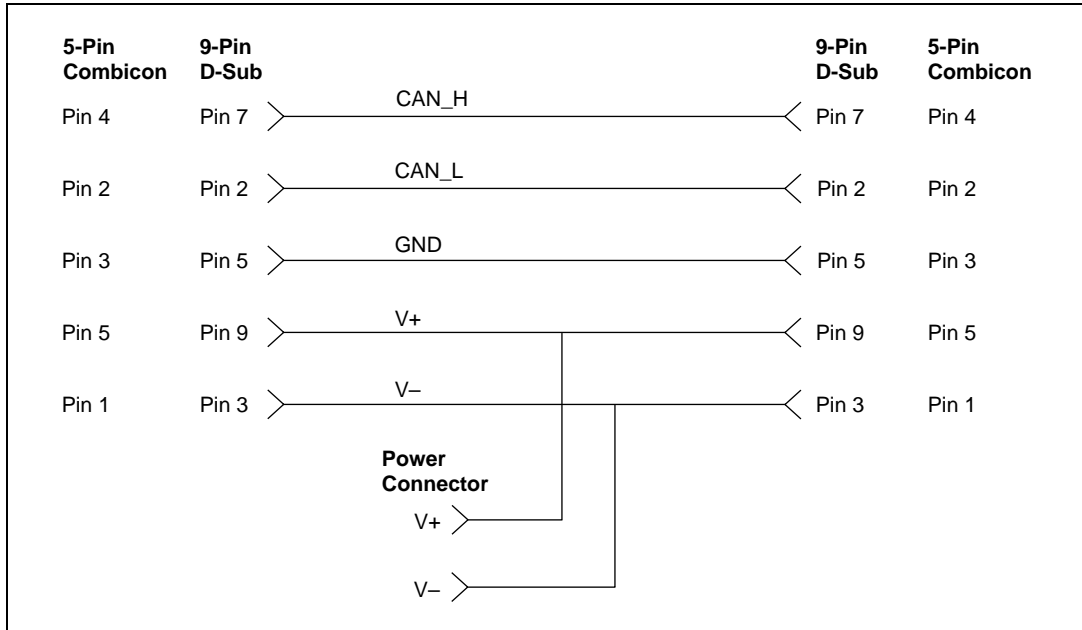 5-Pin Combicon 9-Pin D-Sub 9-Pin D-Sub 5-Pin Combicon
Pin 4 Pin 7 CAN_H Pin 7 Pin 4
Pin 2 Pin 2 CAN_L Pin 2 Pin 2
Pin 3 Pin 5 GND Pin 5 Pin 3
Pin 5 Pin 9 V+ Pin 9 Pin 5
Pin 1 Pin 3 V– Pin 3 Pin 1
Power
Connector
V+
V–